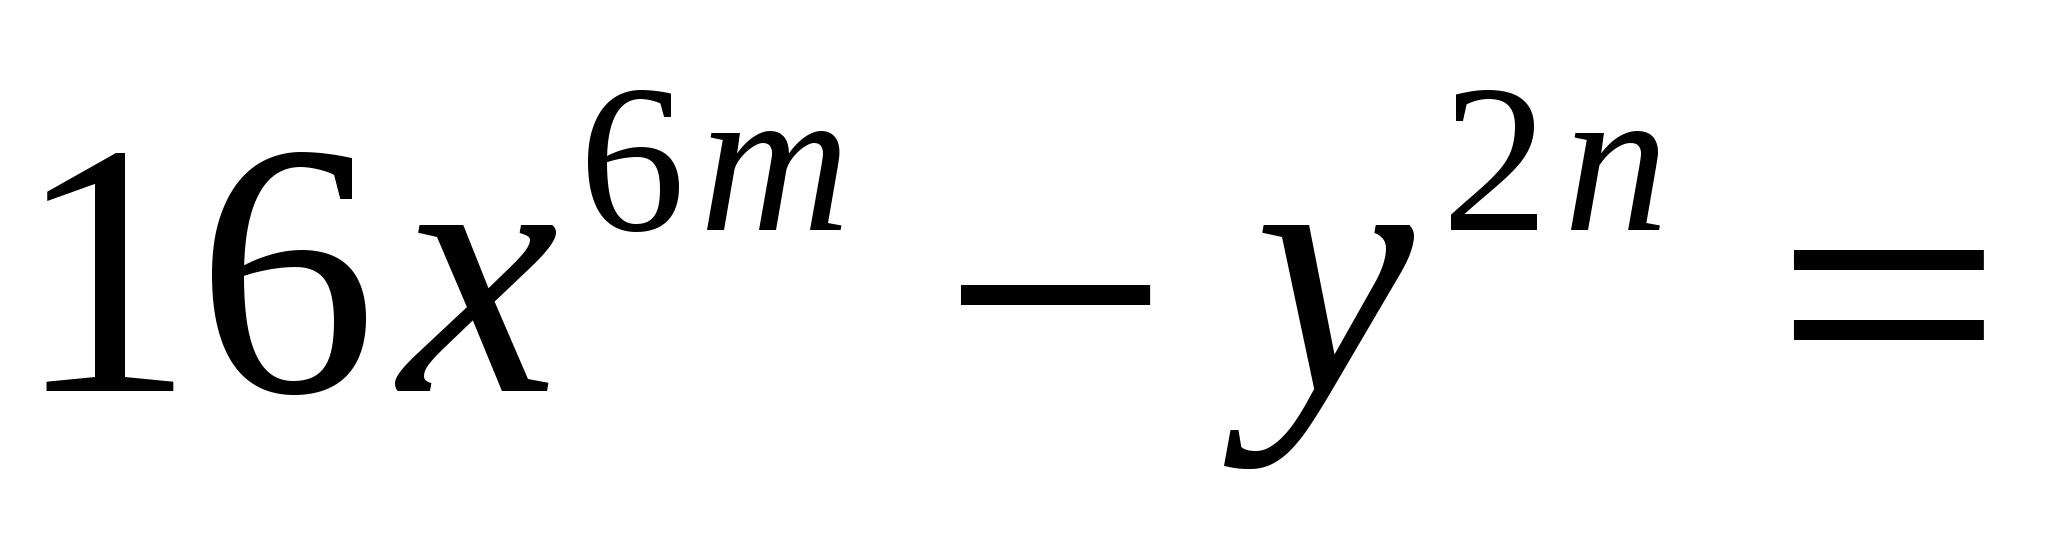 16x^{6m} − y^{2n} =